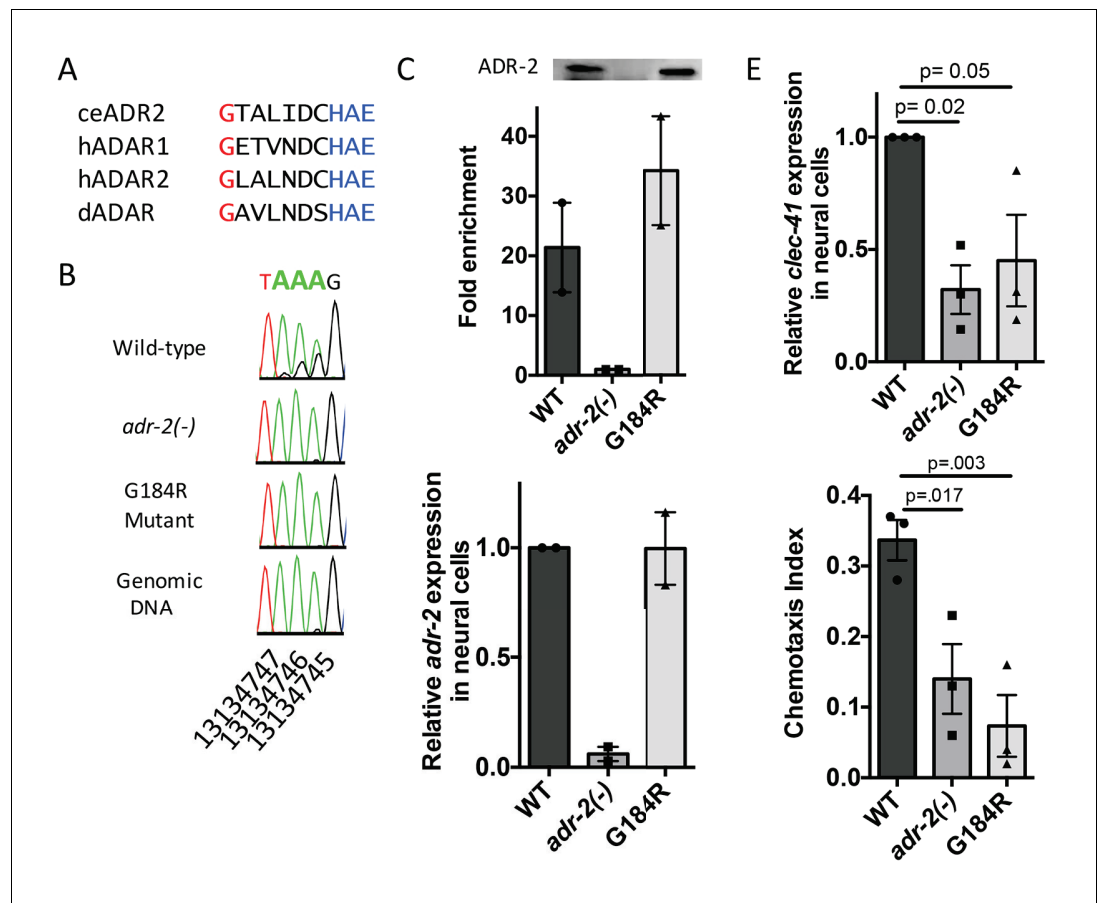 A
ceADR2 GTALIDCHAE
hADAR1 GETVNDCHAE
hADAR2 GLALNDCHAE
dADAR GAVLNDSHAE
B
TAAAG
Wild-type
adr-2(-)
G184R
Mutant
Genomic
DNA
13134747
13134746
13134745
C
ADR-2
Fold enrichment
40
30
20
10
0
WT
adr-2(-)
G184R
Relative adr-2 expression
in neural cells
1.0
0.5
0.0
WT
adr-2(-)
G184R
E
p= 0.05
p= 0.02
Relative clec-41 expression
in neural cells
1.0
0.5
0.0
WT
adr-2(-)
G184R
p=.003
p=.017
Chemotaxis Index
0.4
0.3
0.2
0.1
0.0
WT
adr-2(-)
G184R